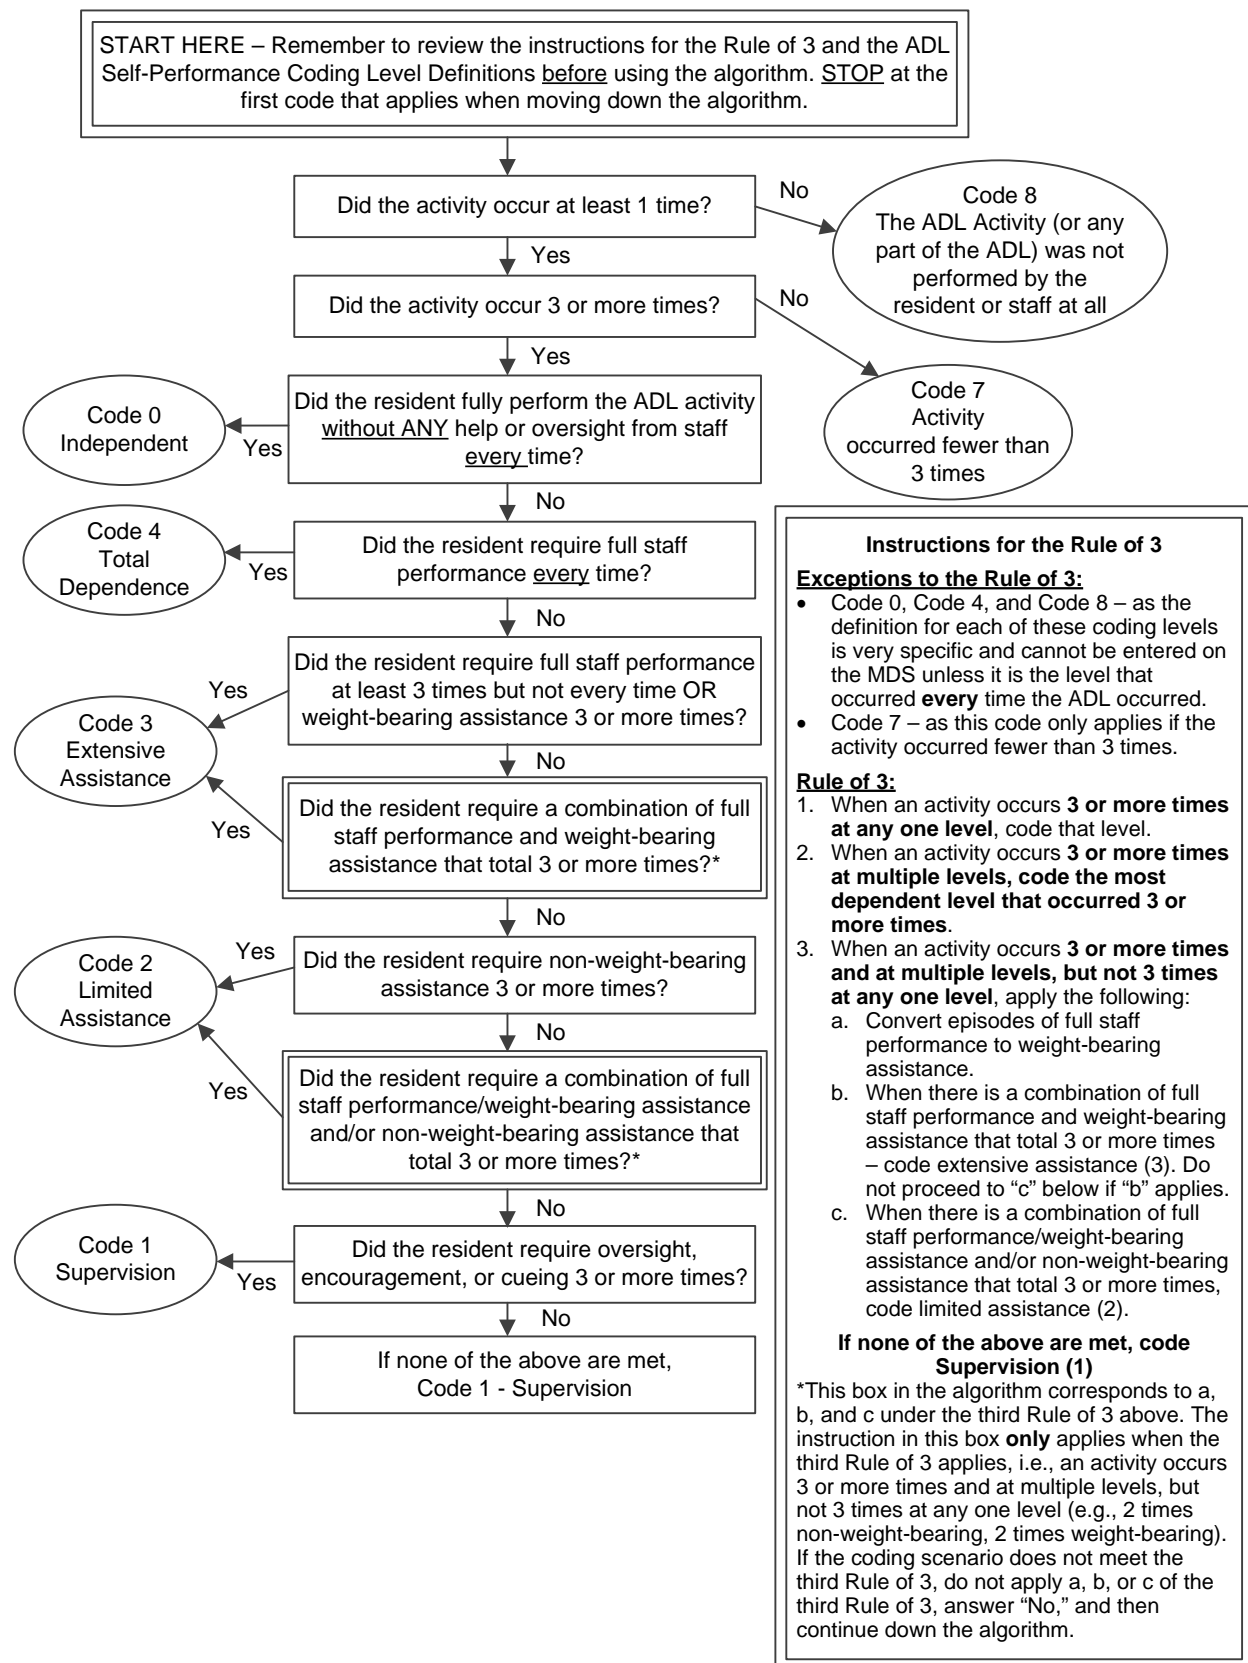 START HERE – Remember to review the instructions for the Rule of 3 and the ADL
Self-Performance Coding Level Definitions before using the algorithm. STOP at the
first code that applies when moving down the algorithm.
Did the activity occur at least 1 time?
No
Code 8
The ADL Activity (or any
part of the ADL) was not
performed by the
resident or staff at all
Yes
Did the activity occur 3 or more times?
No
Code 7
Activity
occurred fewer than
3 times
Yes
Did the resident fully perform the ADL activity
without ANY help or oversight from staff
every time?
Yes
Code 0
Independent
No
Did the resident require full staff
performance every time?
Yes
Code 4
Total
Dependence
No
Did the resident require full staff performance
at least 3 times but not every time OR
weight-bearing assistance 3 or more times?
Yes
Code 3
Extensive
Assistance
No
Did the resident require a combination of full
staff performance and weight-bearing
assistance that total 3 or more times?*
Yes
No
Did the resident require non-weight-bearing
assistance 3 or more times?
Yes
Code 2
Limited
Assistance
No
Did the resident require a combination of full
staff performance/weight-bearing assistance
and/or non-weight-bearing assistance that
total 3 or more times?*
Yes
No
Did the resident require oversight,
encouragement, or cueing 3 or more times?
Yes
Code 1
Supervision
No
If none of the above are met,
Code 1 - Supervision
Instructions for the Rule of 3
Exceptions to the Rule of 3:
• Code 0, Code 4, and Code 8 – as the
definition for each of these coding levels
is very specific and cannot be entered on
the MDS unless it is the level that
occurred every time the ADL occurred.
• Code 7 – as this code only applies if the
activity occurred fewer than 3 times.
Rule of 3:
1. When an activity occurs 3 or more times
at any one level, code that level.
2. When an activity occurs 3 or more times
at multiple levels, code the most
dependent level that occurred 3 or
more times.
3. When an activity occurs 3 or more times
and at multiple levels, but not 3 times
at any one level, apply the following:
a. Convert episodes of full staff
performance to weight-bearing
assistance.
b. When there is a combination of full
staff performance and weight-bearing
assistance that total 3 or more times
– code extensive assistance (3). Do
not proceed to “c” below if “b” applies.
c. When there is a combination of full
staff performance/weight-bearing
assistance and/or non-weight-bearing
assistance that total 3 or more times,
code limited assistance (2).
If none of the above are met, code
Supervision (1)
*This box in the algorithm corresponds to a,
b, and c under the third Rule of 3 above. The
instruction in this box only applies when the
third Rule of 3 applies, i.e., an activity occurs
3 or more times and at multiple levels, but
not 3 times at any one level (e.g., 2 times
non-weight-bearing, 2 times weight-bearing).
If the coding scenario does not meet the
third Rule of 3, do not apply a, b, or c of the
third Rule of 3, answer “No,” and then
continue down the algorithm.